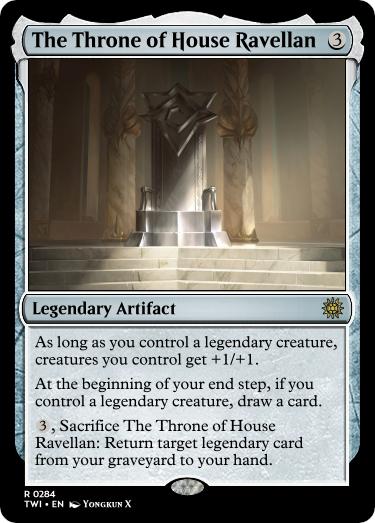 The Throne of House Ravellan 3
Legendary Artifact
As long as you control a legendary creature,
creatures you control get +1/+1.
At the beginning of your end step, if you
control a legendary creature, draw a card.
3, Sacrifice The Throne of House
Ravellan: Return target legendary card
from your graveyard to your hand.
R 0284
TWI • EN Yongkun X